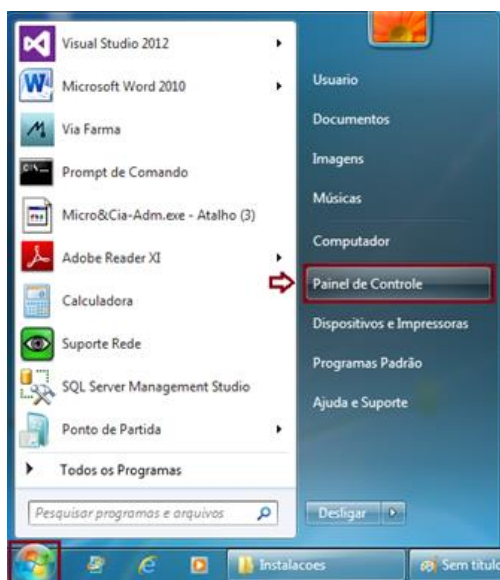 Visual Studio 2012
Microsoft Word 2010
Via Farma
Prompt de Comando
Micro&Cia-Adm.exe - Atalho (3)
Adobe Reader XI
Calculadora
Suporte Rede
SQL Server Management Studio
Ponto de Partida
Todos os Programas
Pesquisar programas e arquivos
Usuario
Documentos
Imagens
Músicas
Computador
Painel de Controle
Dispositivos e Impressoras
Programas Padrão
Ajuda e Suporte
Desligar
Instalacoes
Sem título